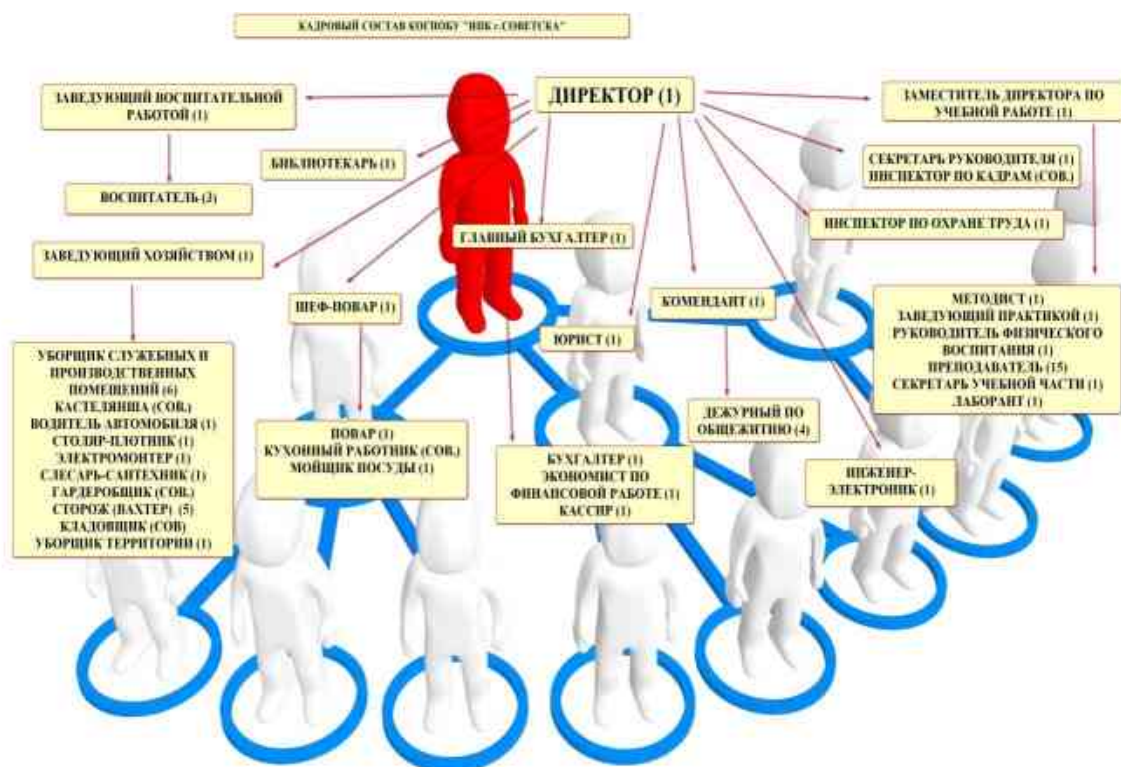 КАДРОВЫЙ СОСТАВ КОГПОБУ "ИПК г.СОВЕТСКА"
ДИРЕКТОР (1)
ЗАВЕДУЮЩИЙ ВОСПИТАТЕЛЬНОЙ
РАБОТОЙ (1)
ЗАМЕСТИТЕЛЬ ДИРЕКТОРА ПО
УЧЕБНОЙ РАБОТЕ (1)
БИБЛИОТЕКАРЬ (1)
СЕКРЕТАРЬ РУКОВОДИТЕЛЯ (1)
ИНСПЕКТОР ПО КАДРАМ (СОВ.)
ВОСПИТАТЕЛЬ (2)
ИНСПЕКТОР ПО ОХРАНЕ ТРУДА (1)
ГЛАВНЫЙ БУХГАЛТЕР (1)
ЗАВЕДУЮЩИЙ ХОЗЯЙСТВОМ (1)
ШЕФ-ПОВАР (1)
КОМЕНДАНТ (1)
ЮРИСТ (1)
МЕТОДИСТ (1)
ЗАВЕДУЮЩИЙ ПРАКТИКОЙ (1)
РУКОВОДИТЕЛЬ ФИЗИЧЕСКОГО
ВОСПИТАНИЯ (1)
ПРЕПОДАВАТЕЛЬ (15)
СЕКРЕТАРЬ УЧЕБНОЙ ЧАСТИ (1)
ЛАБОРАНТ (1)
УБОРЩИК СЛУЖЕБНЫХ И
ПРОИЗВОДСТВЕННЫХ
ПОМЕЩЕНИЙ (6)
КАСТЕЛЯНША (СОВ.)
ВОДИТЕЛЬ АВТОМОБИЛЯ (1)
СТОЛЯР-ПЛОТНИК (1)
ЭЛЕКТРОМОНТЕР (1)
СЛЕСАРЬ-САНТЕХНИК (1)
ГАРДЕРОБЩИК (СОВ.)
СТОРОЖ (ВАХТЕР) (5)
КЛАДОВЩИК (СОВ)
УБОРЩИК ТЕРРИТОРИИ (1)
ПОВАР (1)
КУХОННЫЙ РАБОТНИК (СОВ.)
МОЙЩИК ПОСУДЫ (1)
БУХГАЛТЕР (1)
ЭКОНОМИСТ ПО
ФИНАНСОВОЙ РАБОТЕ (1)
КАССИР (1)
ДЕЖУРНЫЙ ПО
ОБЩЕЖИТИЮ (4)
ИНЖЕНЕР-
ЭЛЕКТРОНИК (1)